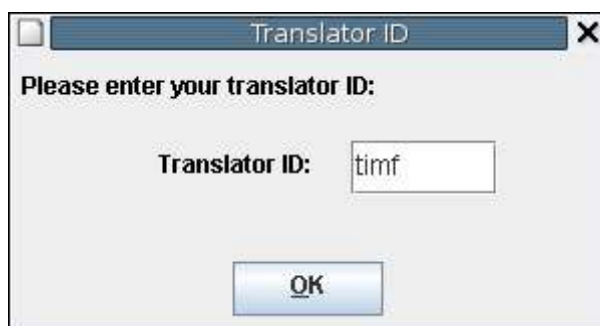 Translator ID
Please enter your translator ID:
Translator ID: timf
OK